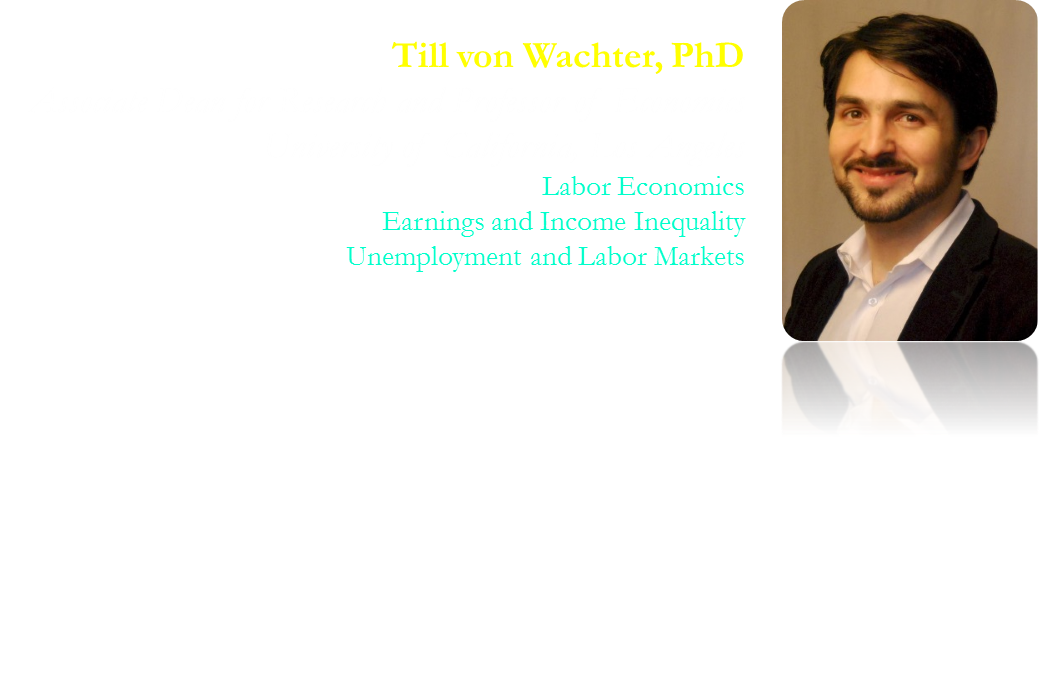 Till von Wachter, PhD
Labor Economics
Earnings and Income Inequality
Unemployment and Labor Markets